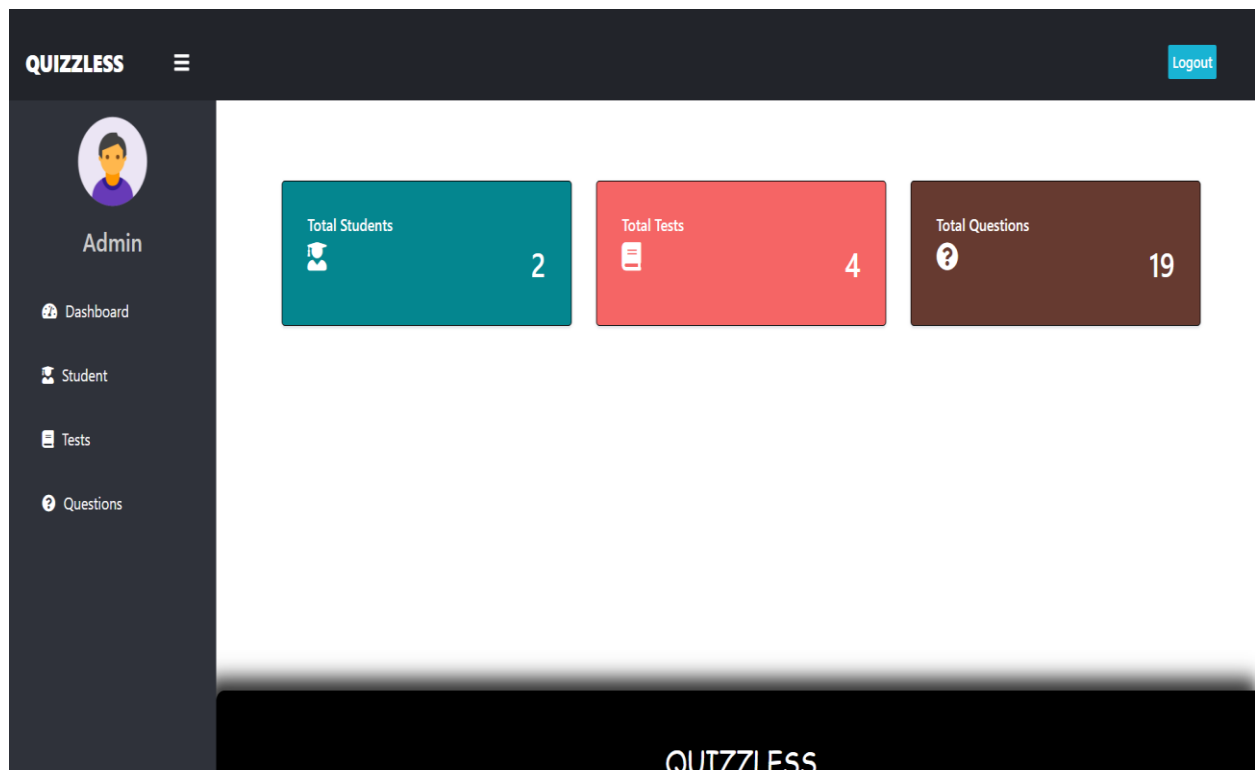 QUIZZLESS
Logout
Admin
Dashboard
Student
Tests
Questions
Total Students
2
Total Tests
4
Total Questions
19
QUIZZLESS